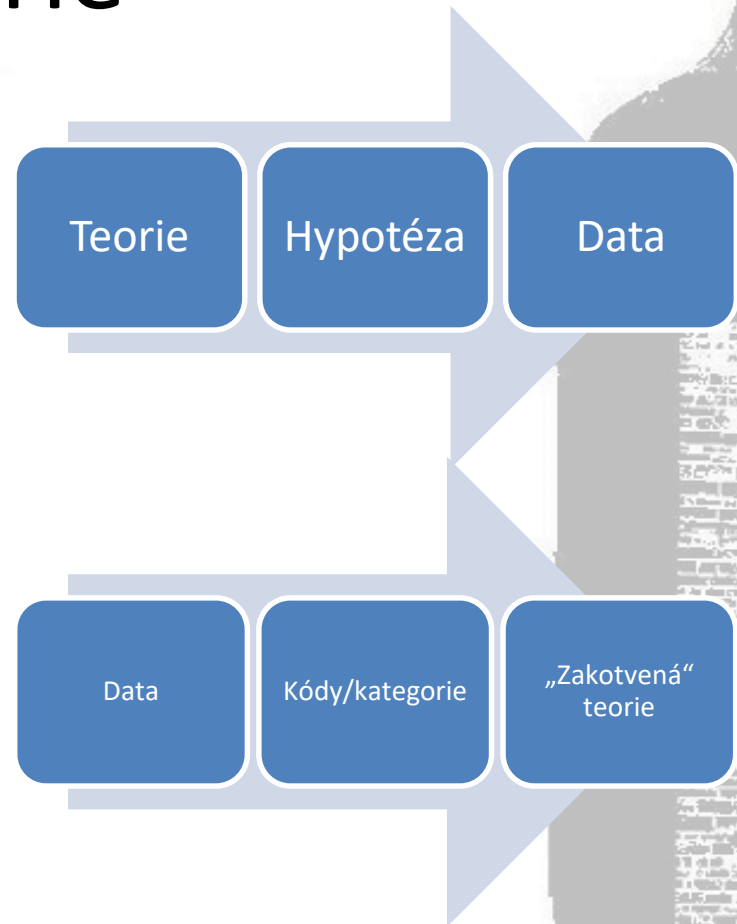 Teorie
Hypotéza
Data
Data
Kódy/kategorie
„Zakotvená“
teorie